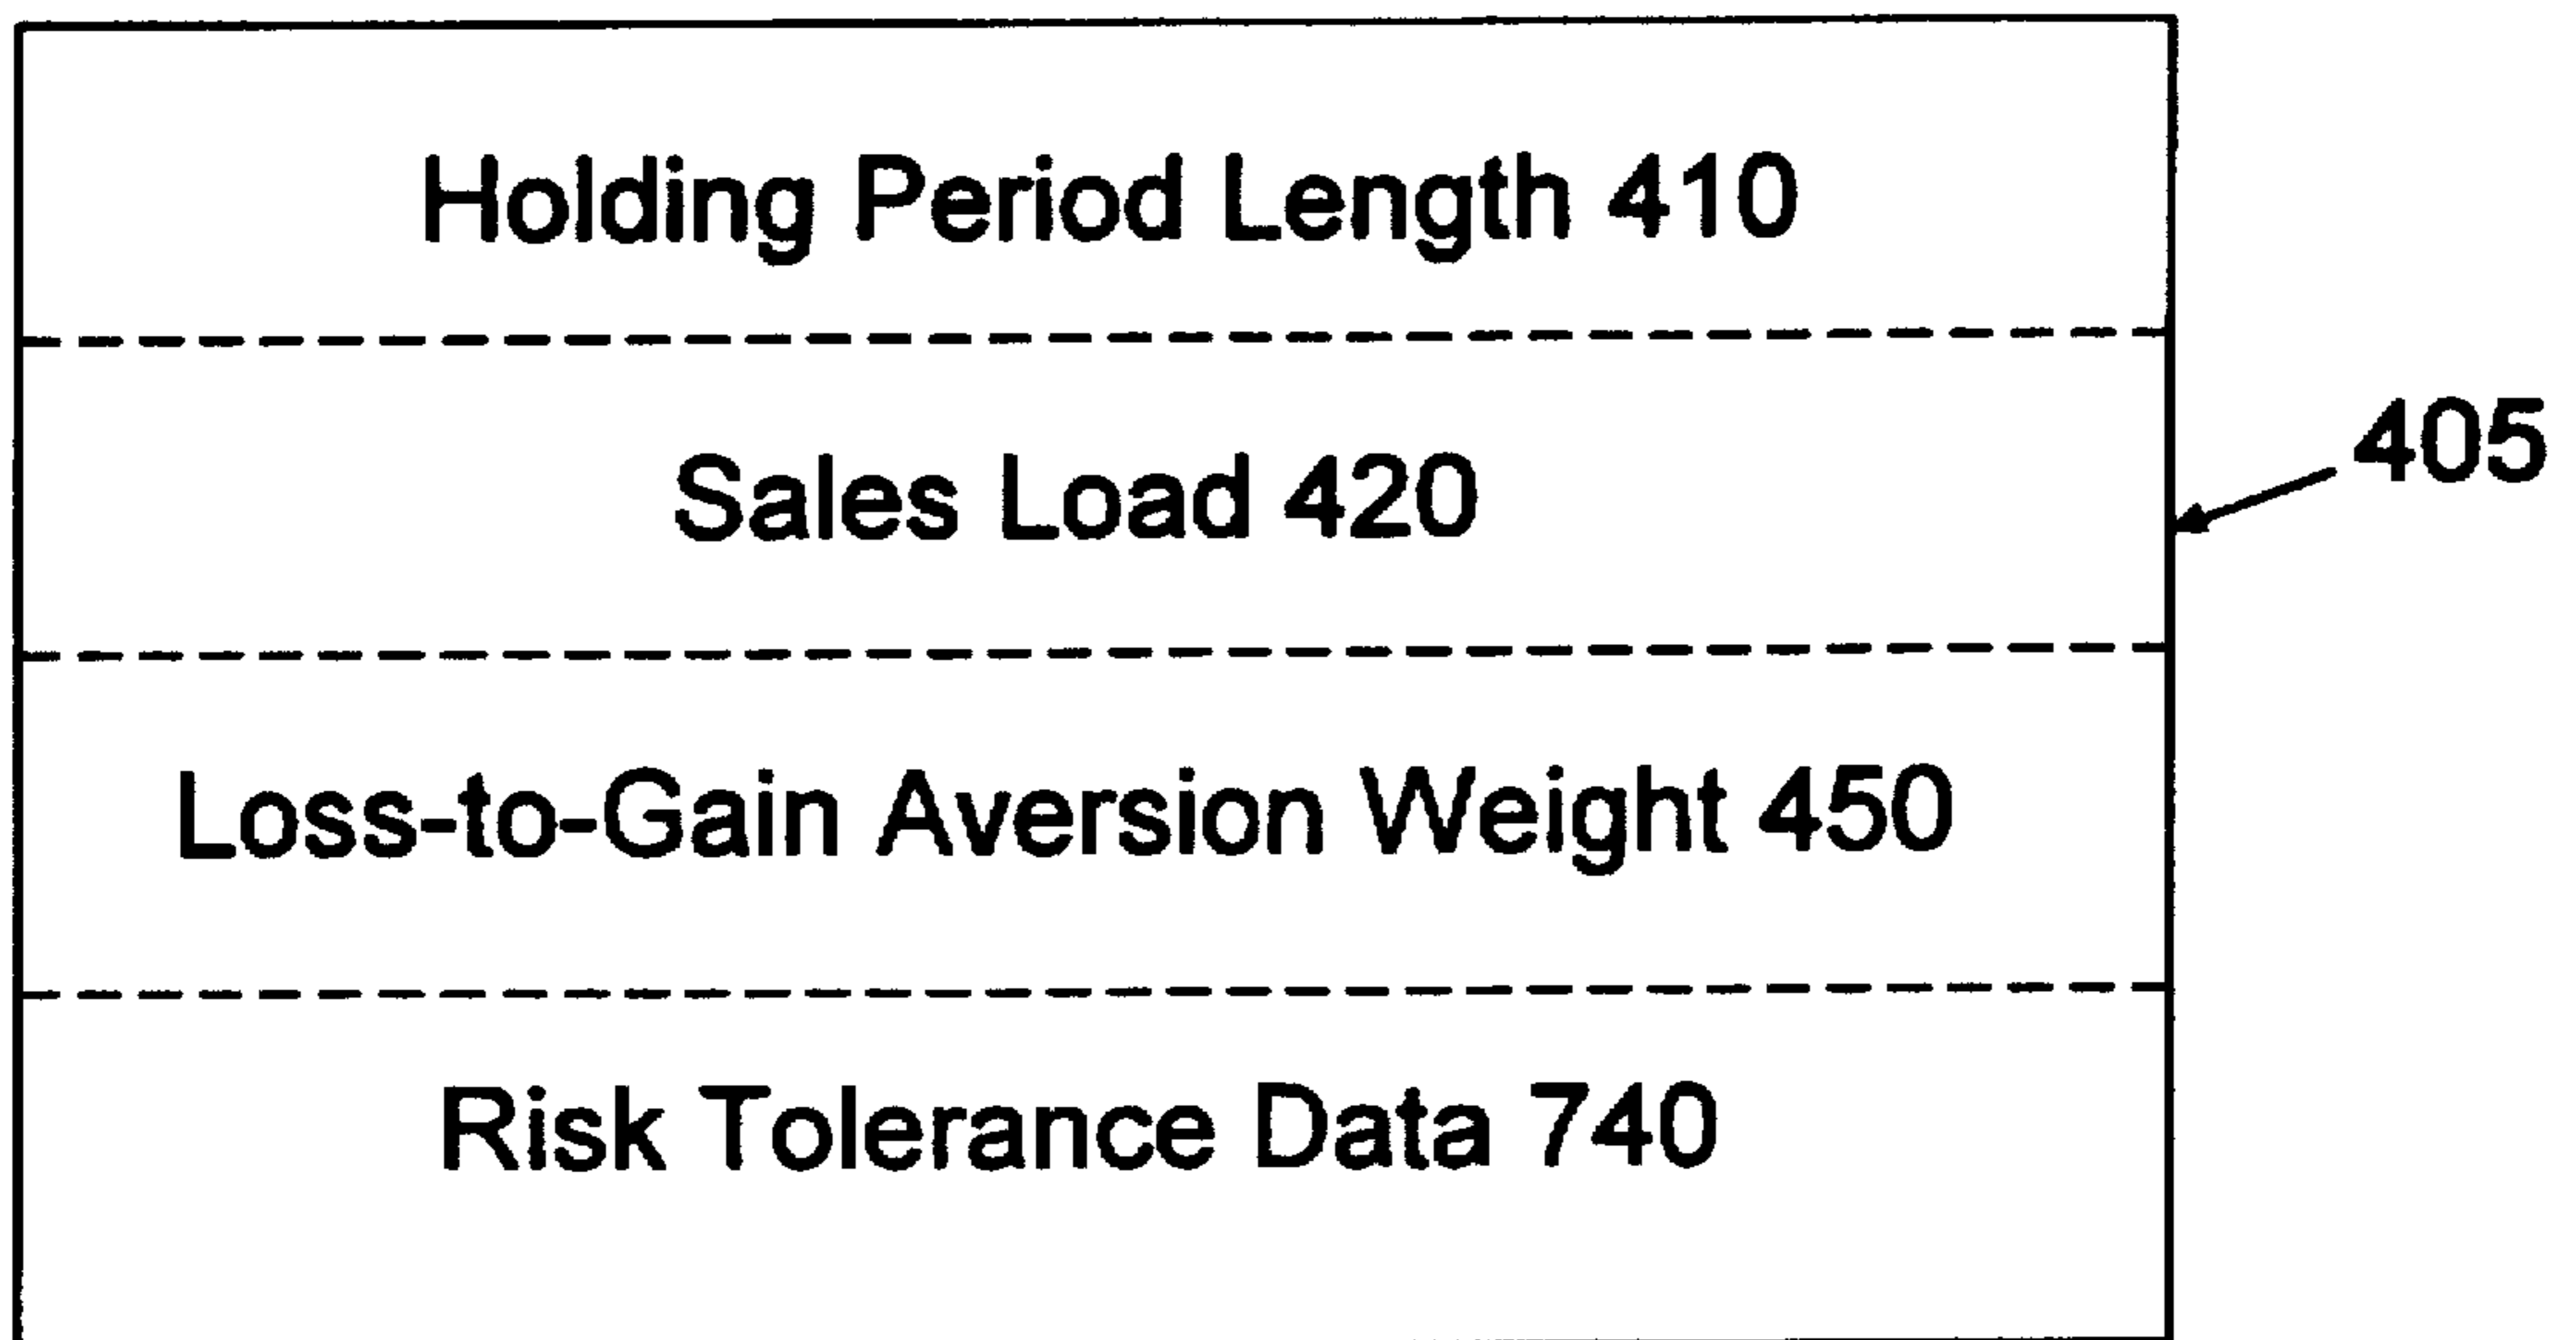 Holding Period Length 410
Sales Load 420
405
Loss-to-Gain Aversion Weight 450
Risk Tolerance Data 740